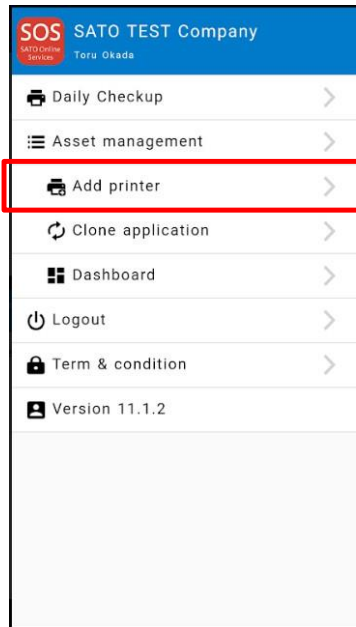 SOS
SATO Online
Services
SATO TEST Company
Toru Okada
Daily Checkup
Asset management
Add printer
Clone application
Dashboard
Logout
Term & condition
Version 11.1.2